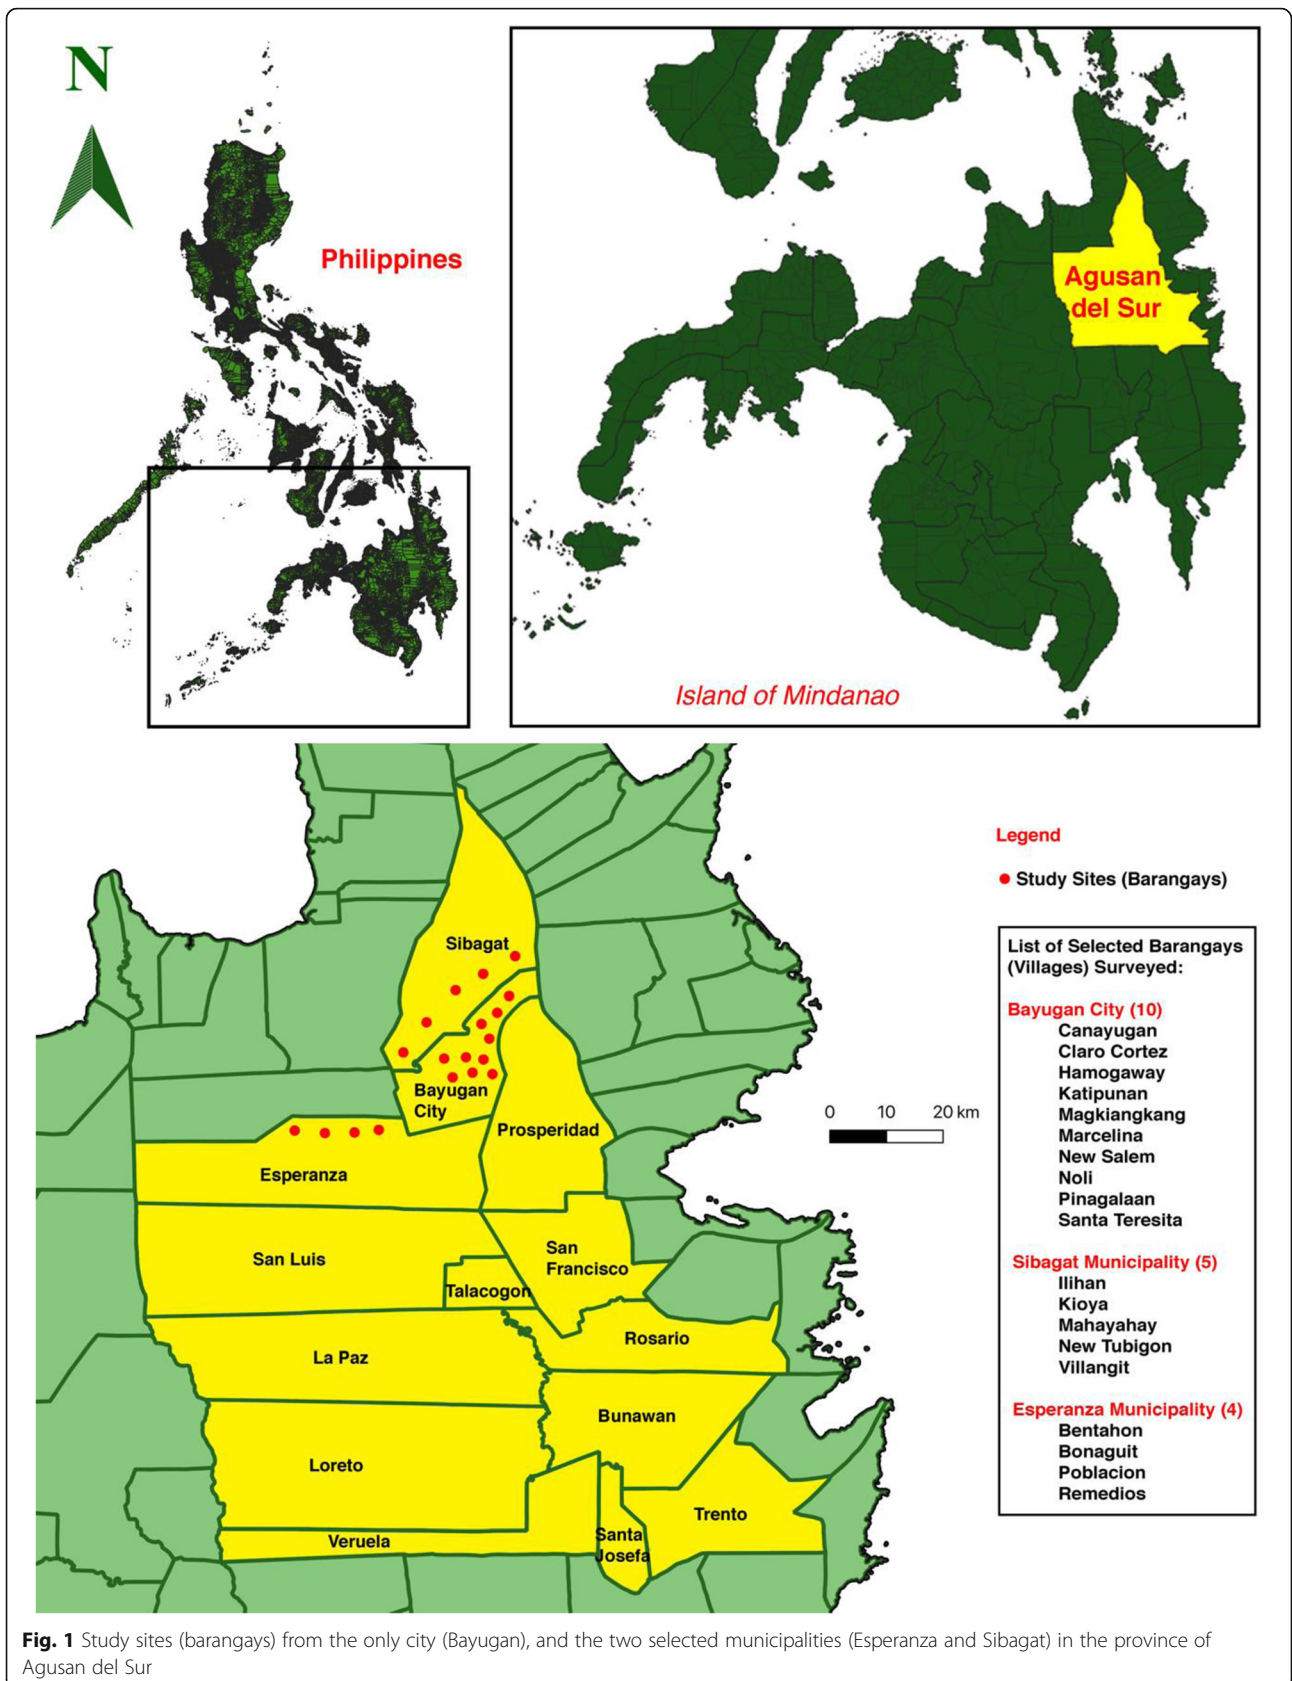 N
Philippines
Agusan
del Sur
Island of Mindanao
Legend
Study Sites (Barangays)
Sibagat
Bayugan
City
Prosperidad
Esperanza
San Luis
San
Francisco
Talacogon
Rosario
La Paz
Bunawan
Loreto
Trento
Veruela
Santa
Josefa
0 10 20 km
List of Selected Barangays
(Villages) Surveyed:
Bayugan City (10)
Canayugan
Claro Cortez
Hamogaway
Katipunan
Magkiangkang
Marcelina
New Salem
Noli
Pinagalaan
Santa Teresita
Sibagat Municipality (5)
Ilihan
Kioya
Mahayahay
New Tubigon
Villangit
Esperanza Municipality (4)
Bentahon
Bonaguit
Poblacion
Remedios
Fig. 1 Study sites (barangays) from the only city (Bayugan), and the two selected municipalities (Esperanza and Sibagat) in the province of
Agusan del Sur